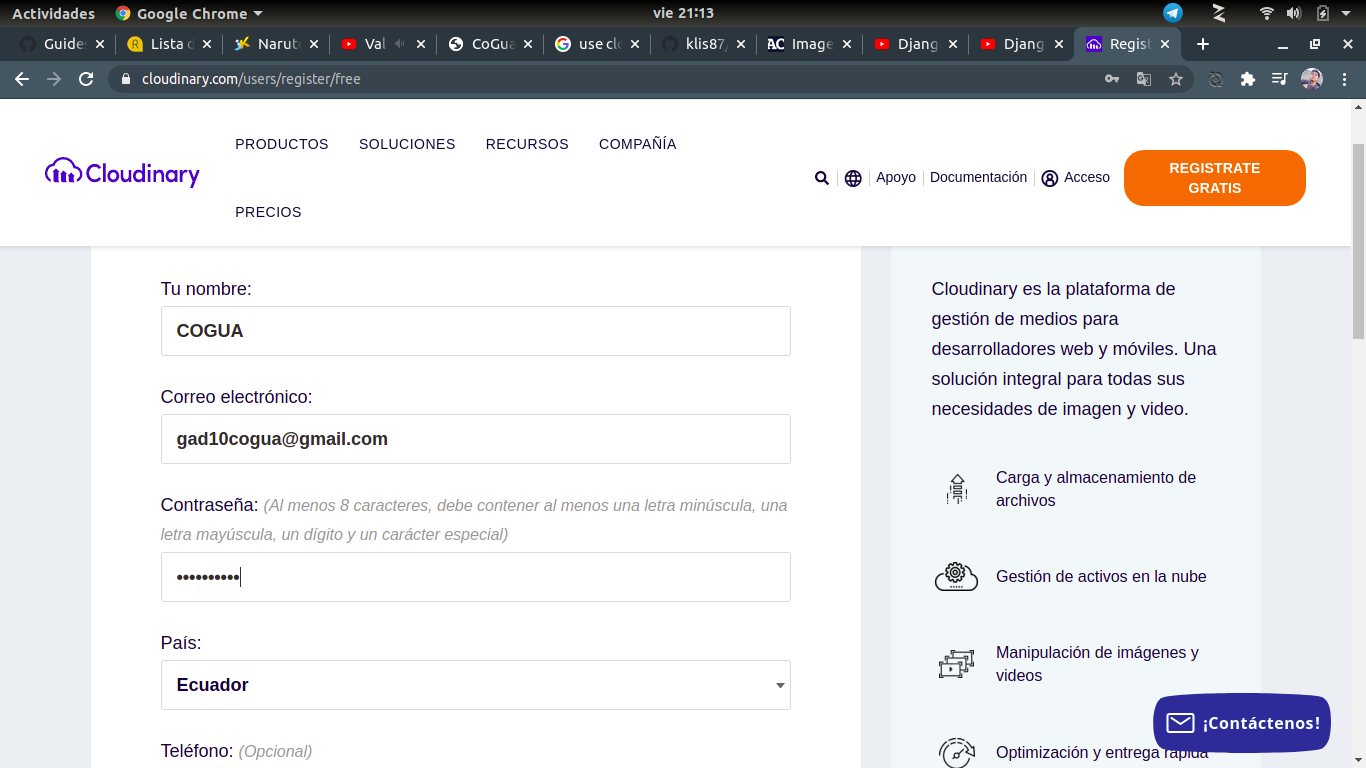 Actividades
Google Chrome
vie 21:13
Guide
Lista d
Narut
Val
CoGua
use clo
klis87/
AC Image
Djang
Djang
Regist
cloudinary.com/users/register/free
Cloudinary
PRODUCTOS
SOLUCIONES
RECURSOS
COMPAÑÍA
PRECIOS
Apoyo
Documentación
Acceso
REGISTRATE
GRATIS
Tu nombre:
COGUA
Correo electrónico:
gad10cogua@gmail.com
Contraseña: (Al menos 8 caracteres, debe contener al menos una letra minúscula, una
letra mayúscula, un dígito y un carácter especial)
••••••••••
País:
Ecuador
Teléfono: (Opcional)
Cloudinary es la plataforma de
gestión de medios para
desarrolladores web y móviles. Una
solución integral para todas sus
necesidades de imagen y video.
Carga y almacenamiento de
archivos
Gestión de activos en la nube
Manipulación de imágenes y
videos
Optimización y entrega rápida
¡Contáctenos!